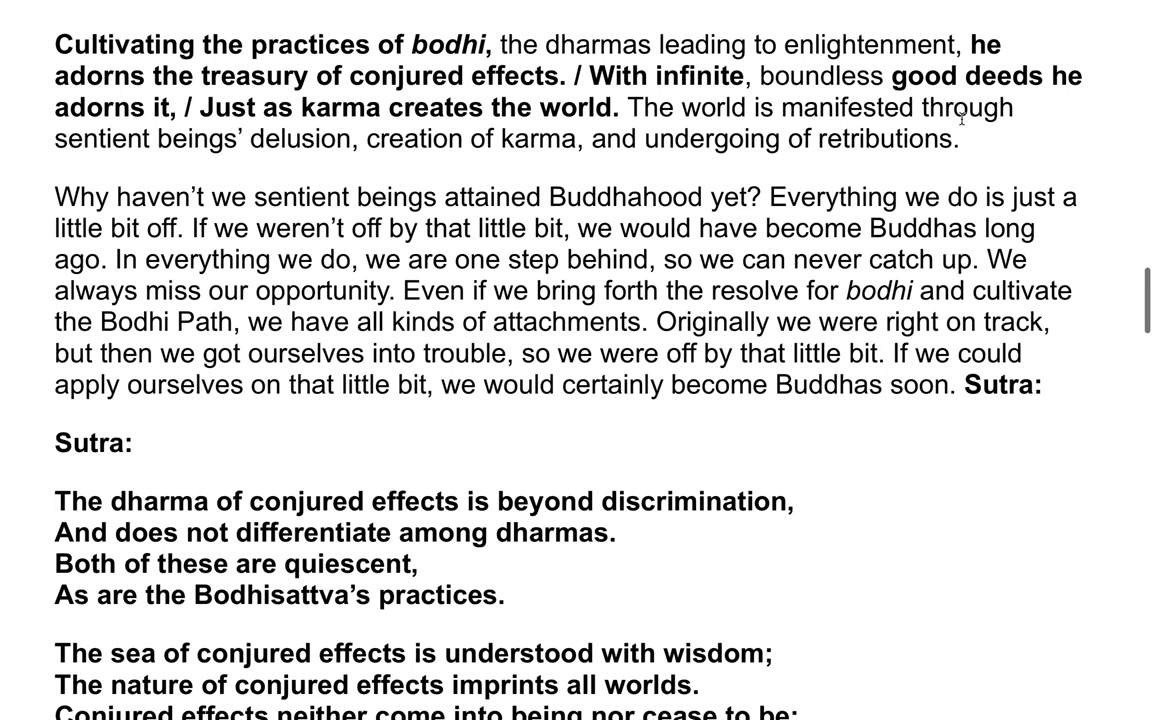 Cultivating the practices of bodhi, the dharmas leading to enlightenment, he
adorns the treasury of conjured effects. / With infinite, boundless good deeds he
adorns it, / Just as karma creates the world. The world is manifested through
sentient beings’ delusion, creation of karma, and undergoing of retributions.
Why haven’t we sentient beings attained Buddhahood yet? Everything we do is just a
little bit off. If we weren’t off by that little bit, we would have become Buddhas long
ago. In everything we do, we are one step behind, so we can never catch up. We
always miss our opportunity. Even if we bring forth the resolve for bodhi and cultivate
the Bodhi Path, we have all kinds of attachments. Originally we were right on track,
but then we got ourselves into trouble, so we were off by that little bit. If we could
apply ourselves on that little bit, we would certainly become Buddhas soon. Sutra:
Sutra:
The dharma of conjured effects is beyond discrimination,
And does not differentiate among dharmas.
Both of these are quiescent,
As are the Bodhisattva’s practices.
The sea of conjured effects is understood with wisdom;
The nature of conjured effects imprints all worlds.
Conjured effects neither come into being nor cease to be;